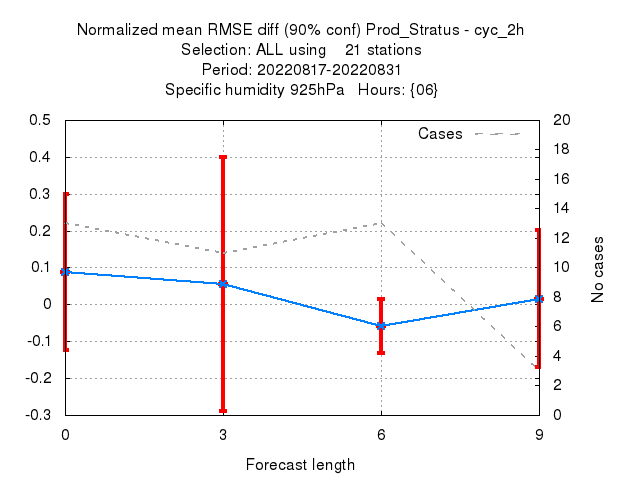 Normalized mean RMSE diff (90% conf) Prod_Stratus - cyc_2h
Selection: ALL using    21 stations
Period: 20220817-20220831
Specific humidity 925hPa   Hours: {06}
Cases
0.5
0.4
0.3
0.2
0.1
0
-0.1
-0.2
-0.3
20
18
16
14
12
10
8
6
4
2
0
No cases
0 3 6 9
Forecast length